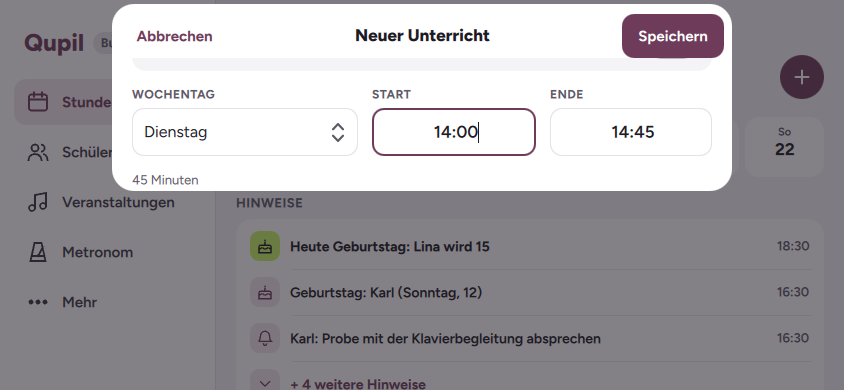 Abbrechen
Neuer Unterricht
Speichern
WOCHENTAG
START
ENDE
Dienstag
14:00
14:45
45 Minuten
Qupil
Schüler
Veranstaltungen
Metronom
Mehr
So
22
HINWEISE
Heute Geburtstag: Lina wird 15
18:30
Geburtstag: Karl (Sonntag, 12)
16:30
Karl: Probe mit der Klavierbegleitung absprechen
16:30
+ 4 weitere Hinweise